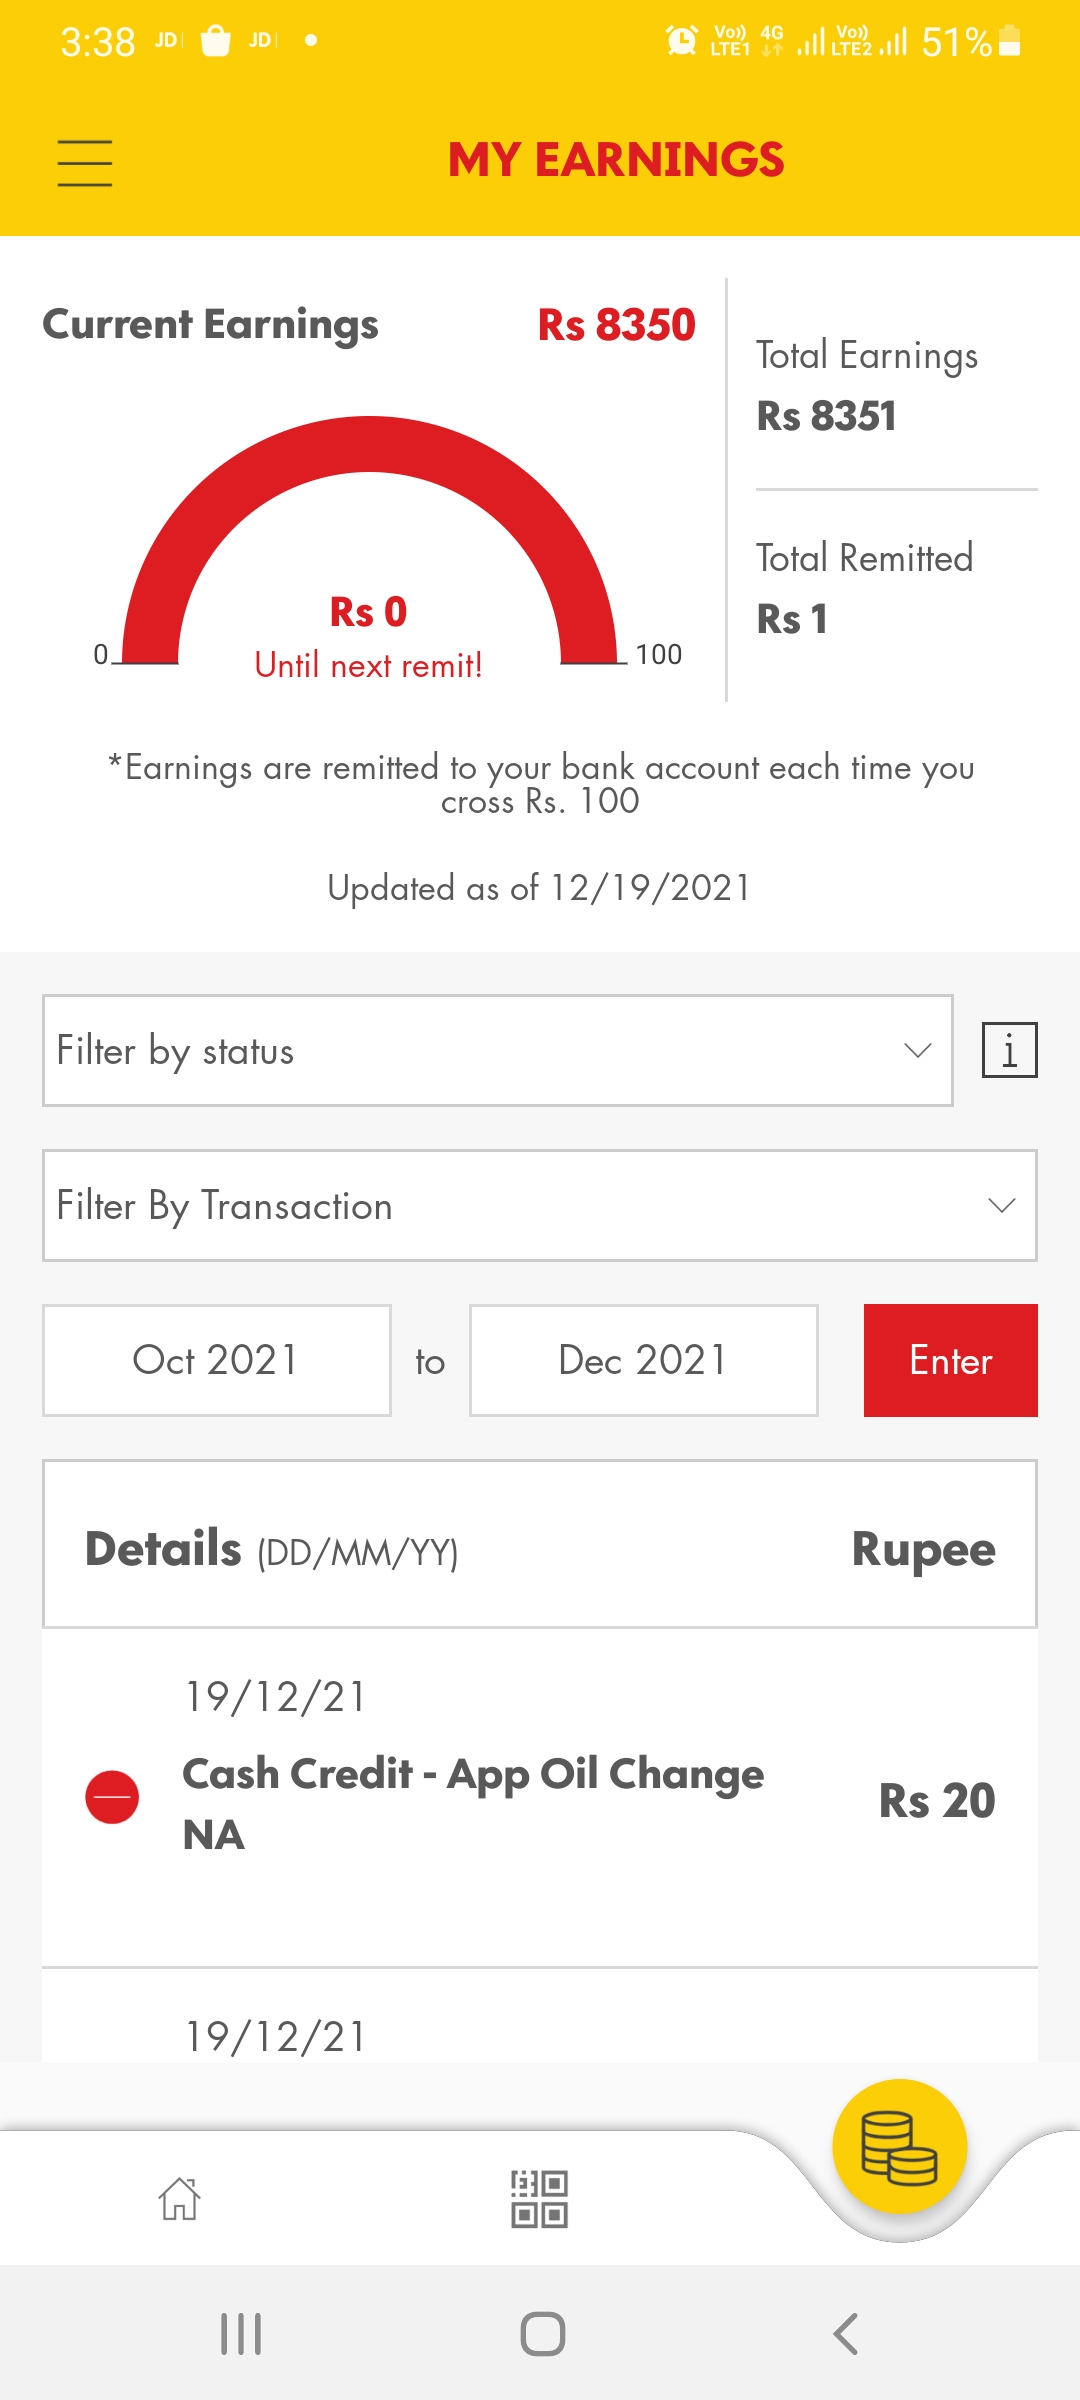 3:38 JD JD Vo)) LTE1 4G Vo)) LTE2 51%
MY EARNINGS
Current Earnings Rs 8350
Total Earnings
Rs 8351
Rs 0
0 Until next remit! 100
Total Remitted
Rs 1
*Earnings are remitted to your bank account each time you
cross Rs. 100
Updated as of 12/19/2021
Filter by status i
Filter By Transaction
Oct 2021 to Dec 2021 Enter
Details (DD/MM/YY) Rupee
19/12/21
Cash Credit - App Oil Change
NA
Rs 20
19/12/21